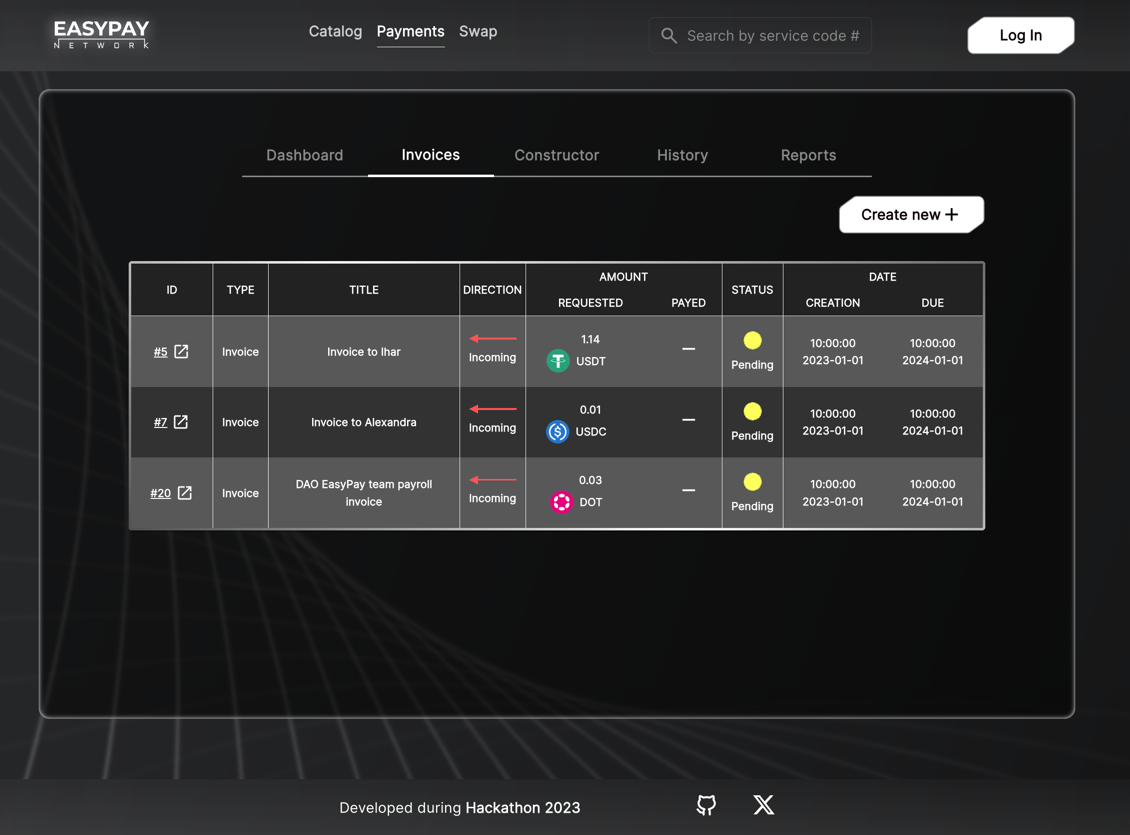 EASYPAY
NETWORK
Catalog Payments Swap
Search by service code #
Log In
Dashboard Invoices Constructor History Reports
Create new +
ID TYPE TITLE DIRECTION AMOUNT STATUS DATE
REQUESTED PAYED CREATION DUE
#5 Invoice Invoice to Ihar Incoming 1.14 USDT — Pending 10:00:00 2023-01-01 10:00:00 2024-01-01
#7 Invoice Invoice to Alexandra Incoming 0.01 USDC — Pending 10:00:00 2023-01-01 10:00:00 2024-01-01
#20 Invoice DAO EasyPay team payroll invoice Incoming 0.03 DOT — Pending 10:00:00 2023-01-01 10:00:00 2024-01-01
Developed during Hackathon 2023